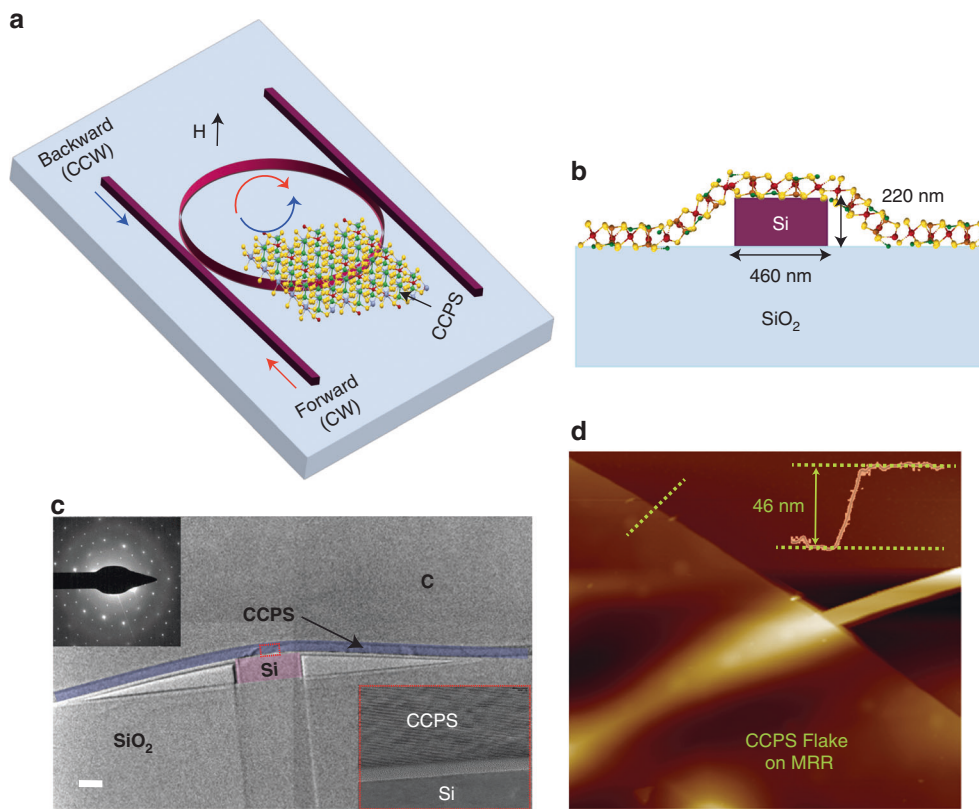 a
Backward
(CCW)
H
CCPS
Forward
(CW)
b
Si
220 nm
460 nm
SiO₂
c
C
CCPS
Si
SiO₂
CCPS
Si
d
46 nm
CCPS Flake
on MRR